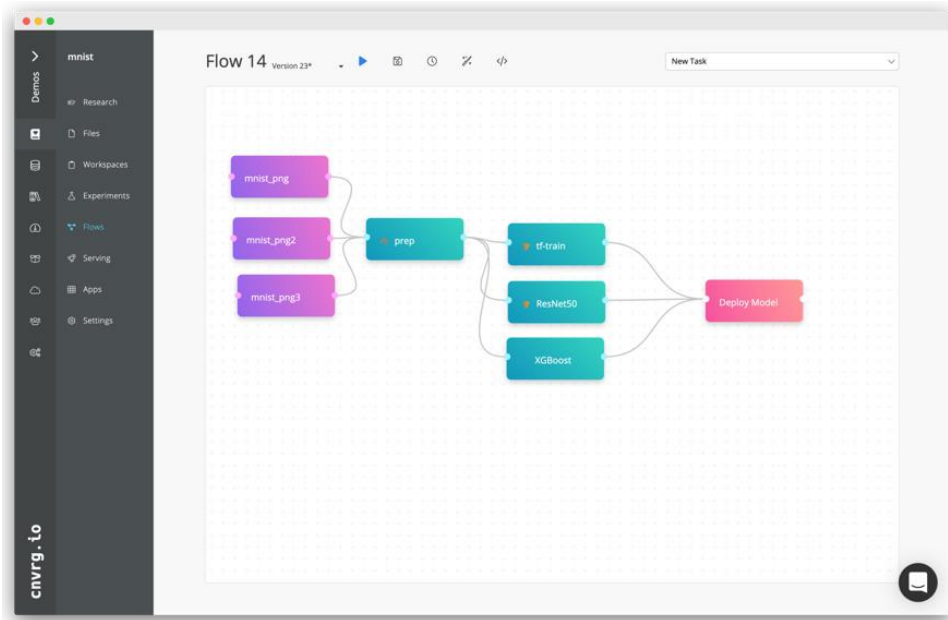 mnist
Demos
Research
Files
Workspaces
Experiments
Flows
Serving
Apps
Settings
cnvrg.io
Flow 14 Version 23*
New Task
mnist_png
mnist_png2
mnist_png3
prep
tf-train
ResNet50
XGBoost
Deploy Model